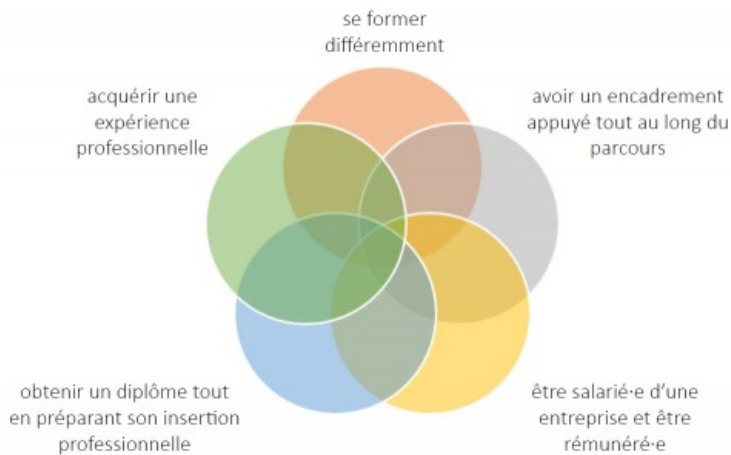 se former
différemment
acquérir une
expérience
professionnelle
avoir un encadrement
appuyé tout au long du
parcours
obtenir un diplôme tout
en préparant son insertion
professionnelle
être salarié·e d'une
entreprise et être
rémunéré·e